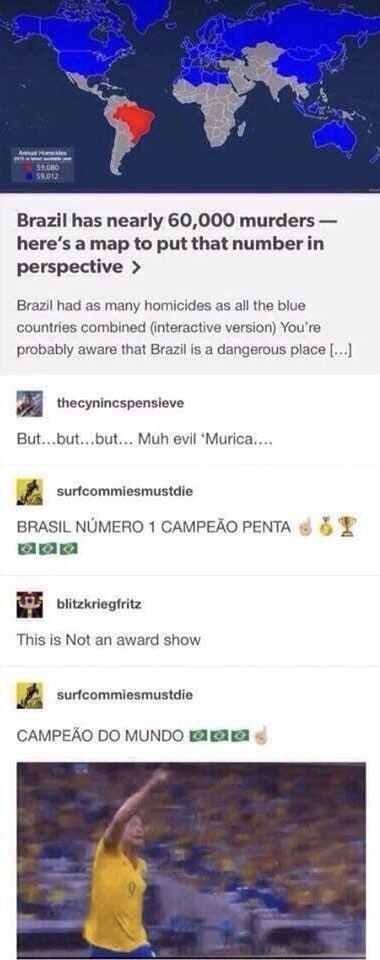 Annual Homicides
59,080
59,012
Brazil has nearly 60,000 murders —
here's a map to put that number in
perspective >
Brazil had as many homicides as all the blue
countries combined (interactive version) You're
probably aware that Brazil is a dangerous place [...]
thecynincspensieve
But...but...but... Muh evil 'Murica....
surfcommiesmustdie
BRASIL NÚMERO 1 CAMPEÃO PENTA ☝🏻🏅🏆
🇧🇷🇧🇷🇧🇷
blitzkriegfritz
This is Not an award show
surfcommiesmustdie
CAMPEÃO DO MUNDO 🇧🇷🇧🇷🇧🇷☝🏻
9